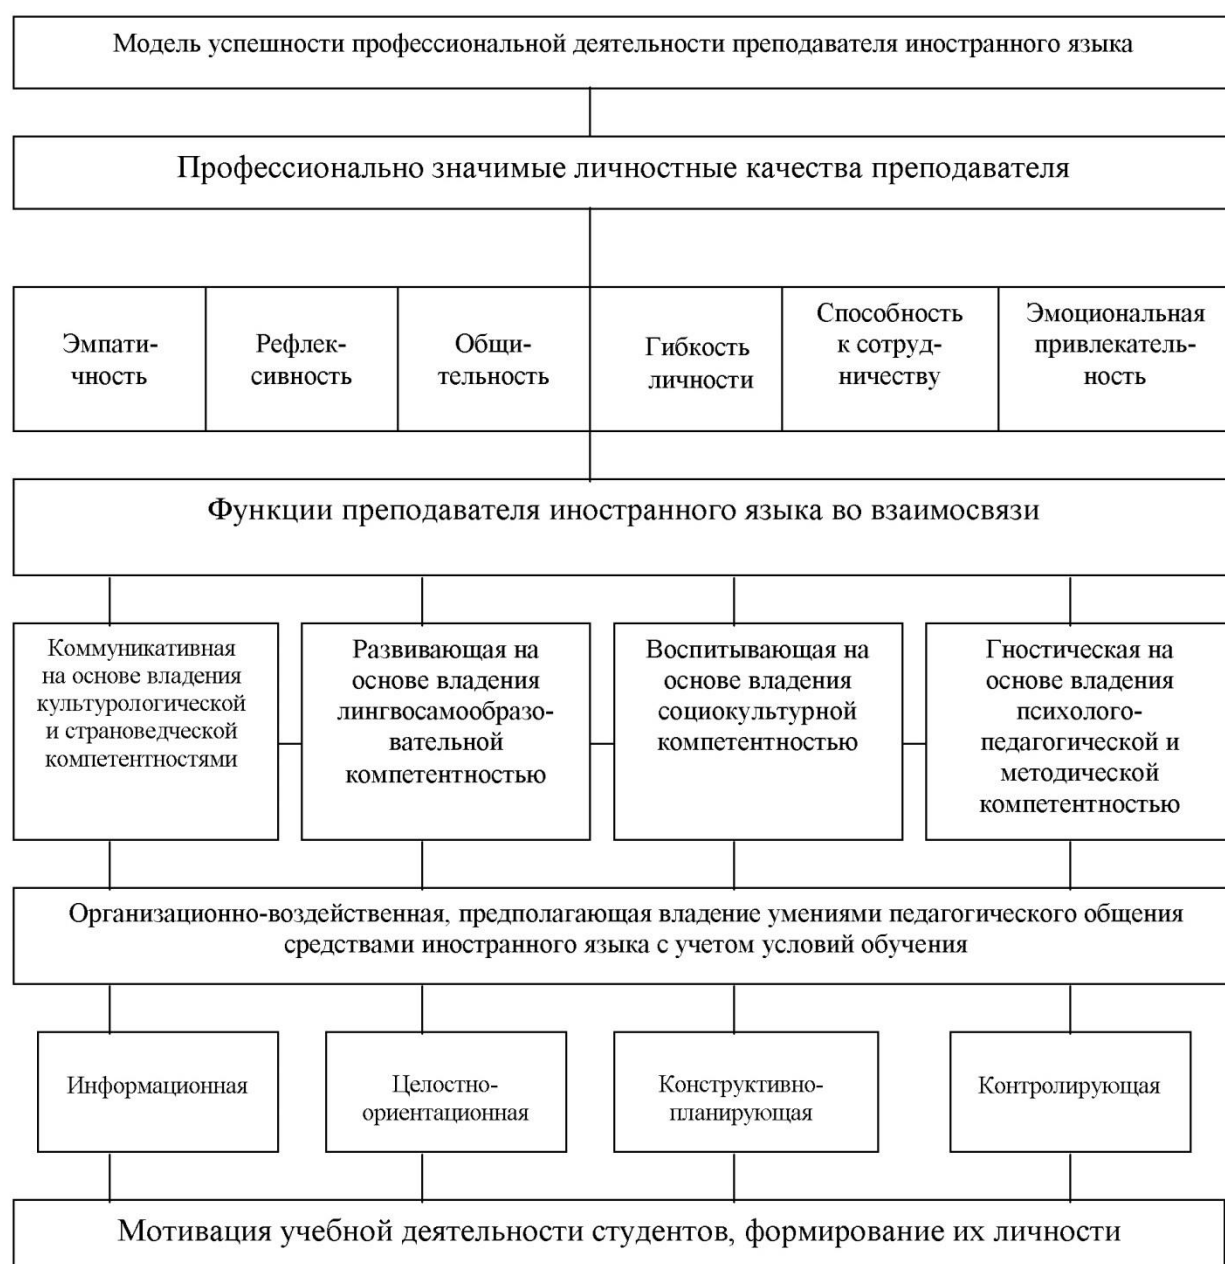 Модель успешности профессиональной деятельности преподавателя иностранного языка
Профессионально значимые личностные качества преподавателя
Эмпати-
чность
Рефлек-
сивность
Общи-
тельность
Гибкость
личности
Способность
к сотруд-
ничеству
Эмоциональная
привлекатель-
ность
Функции преподавателя иностранного языка во взаимосвязи
Коммуникативная
на основе владения
культурологической
и страноведческой
компетентностями
Развивающая на
основе владения
лингвосамообразо-
вательной
компетентностью
Воспитывающая на
основе владения
социокультурной
компетентностью
Гностическая на
основе владения
психолого-
педагогической и
методической
компетентностью
Организационно-воздейственная, предполагающая владение умениями педагогического общения
средствами иностранного языка с учетом условий обучения
Информационная
Целостно-
ориентационная
Конструктивно-
планирующая
Контролирующая
Мотивация учебной деятельности студентов, формирование их личности